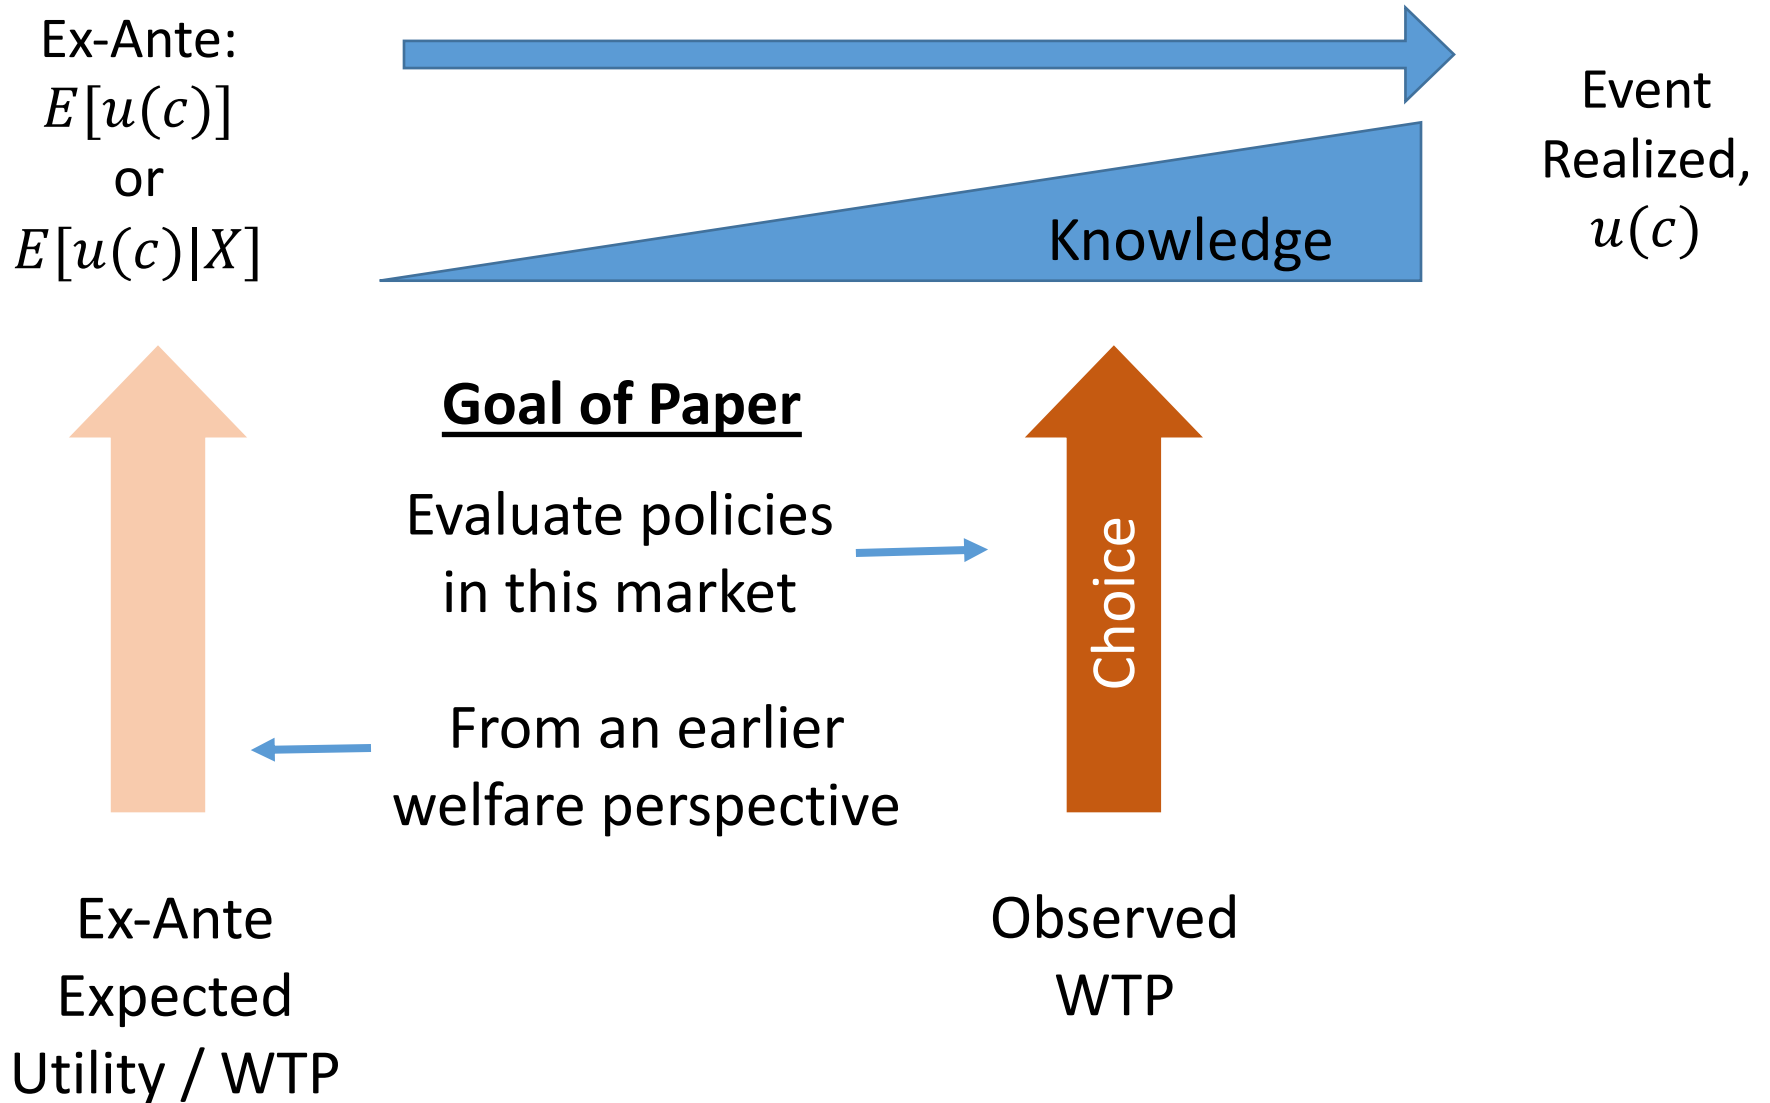 Ex-Ante:
E[u(c)]
or
E[u(c)|X]
Event
Realized,
u(c)
Knowledge
Goal of Paper
Evaluate policies
in this market
Choice
From an earlier
welfare perspective
Ex-Ante
Expected
Utility / WTP
Observed
WTP